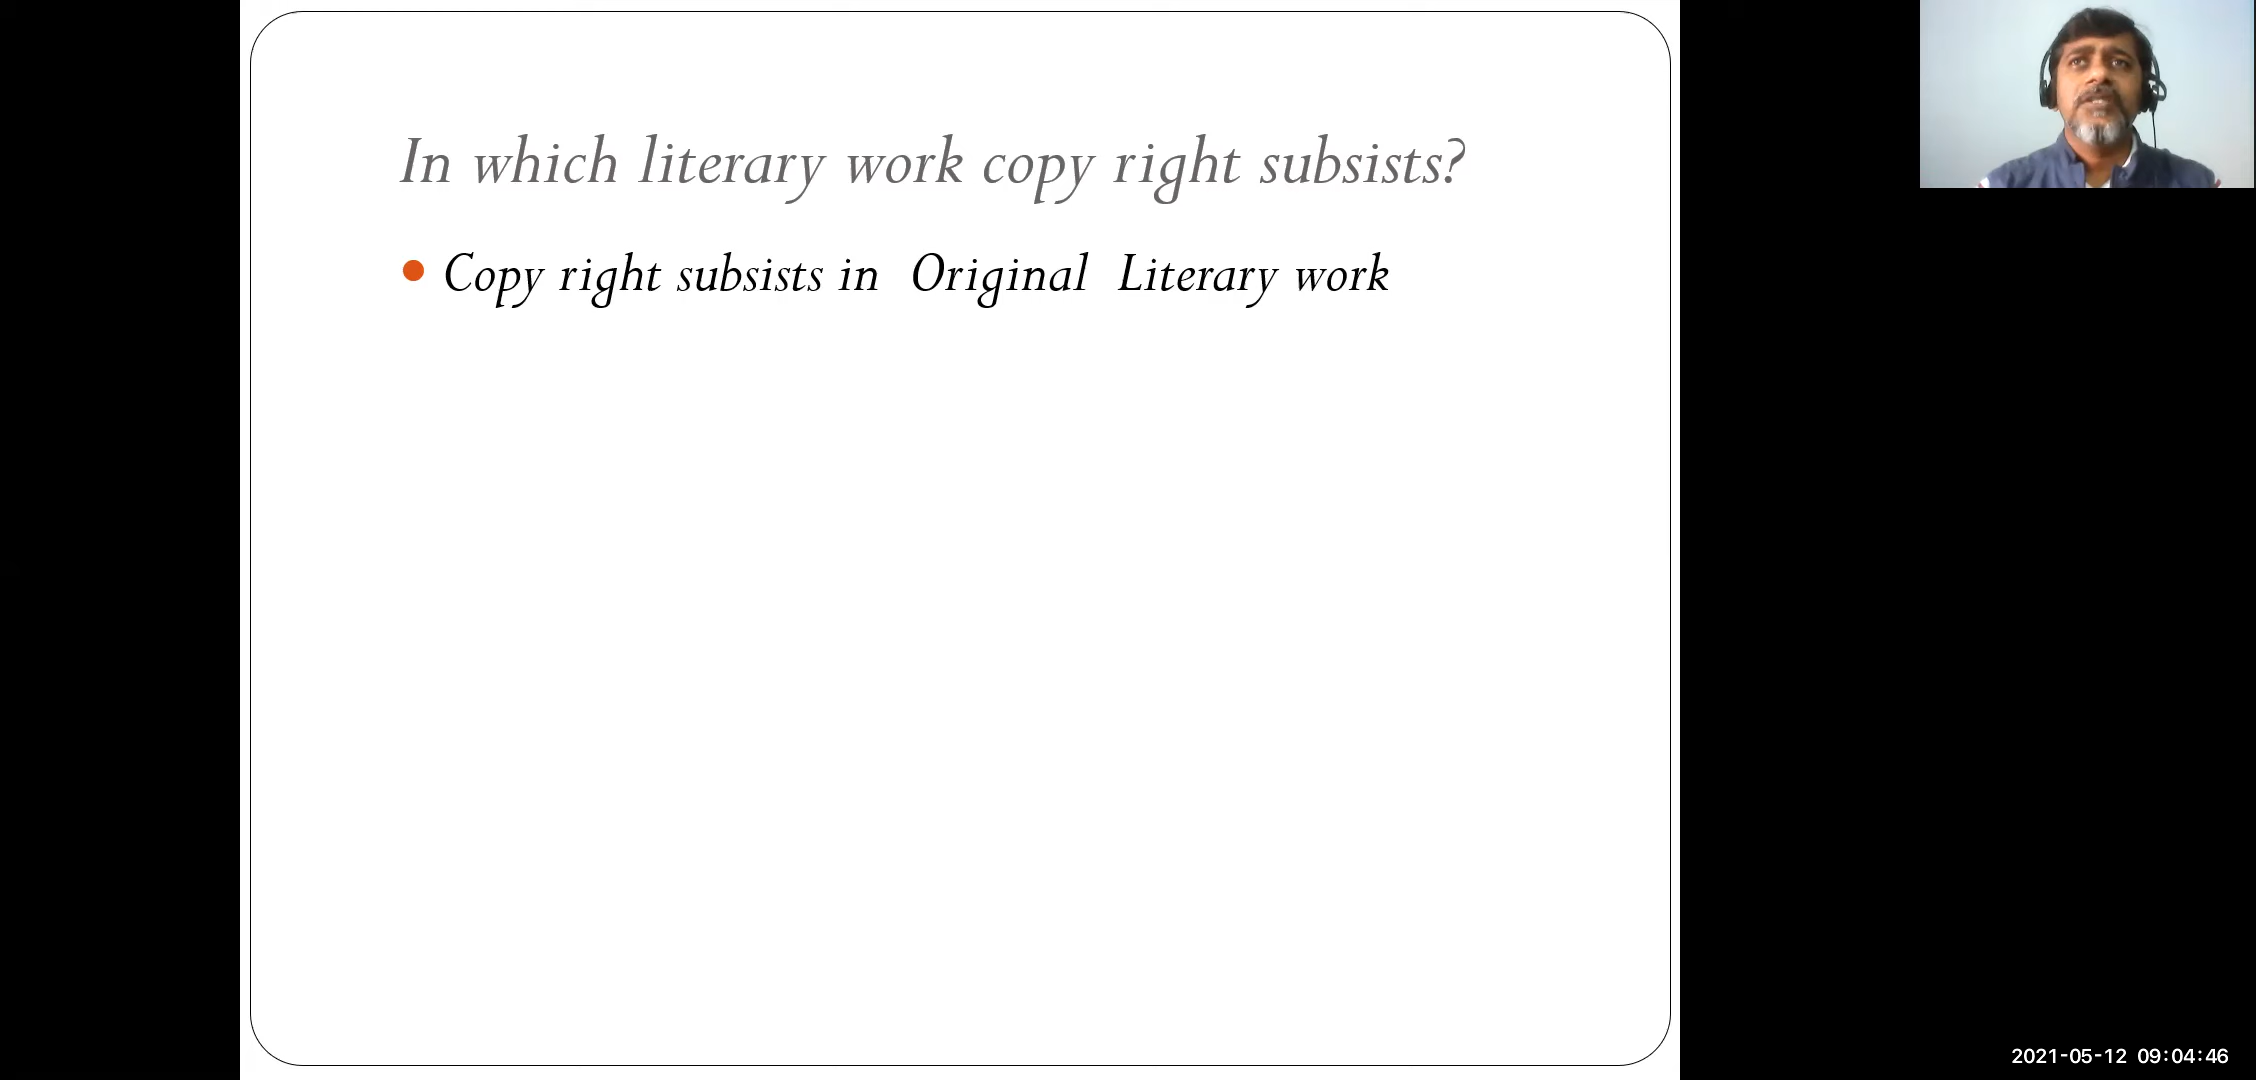 In which literary work copy right subsists?
Copy right subsists in Original Literary work
2021-05-12 09:04:46